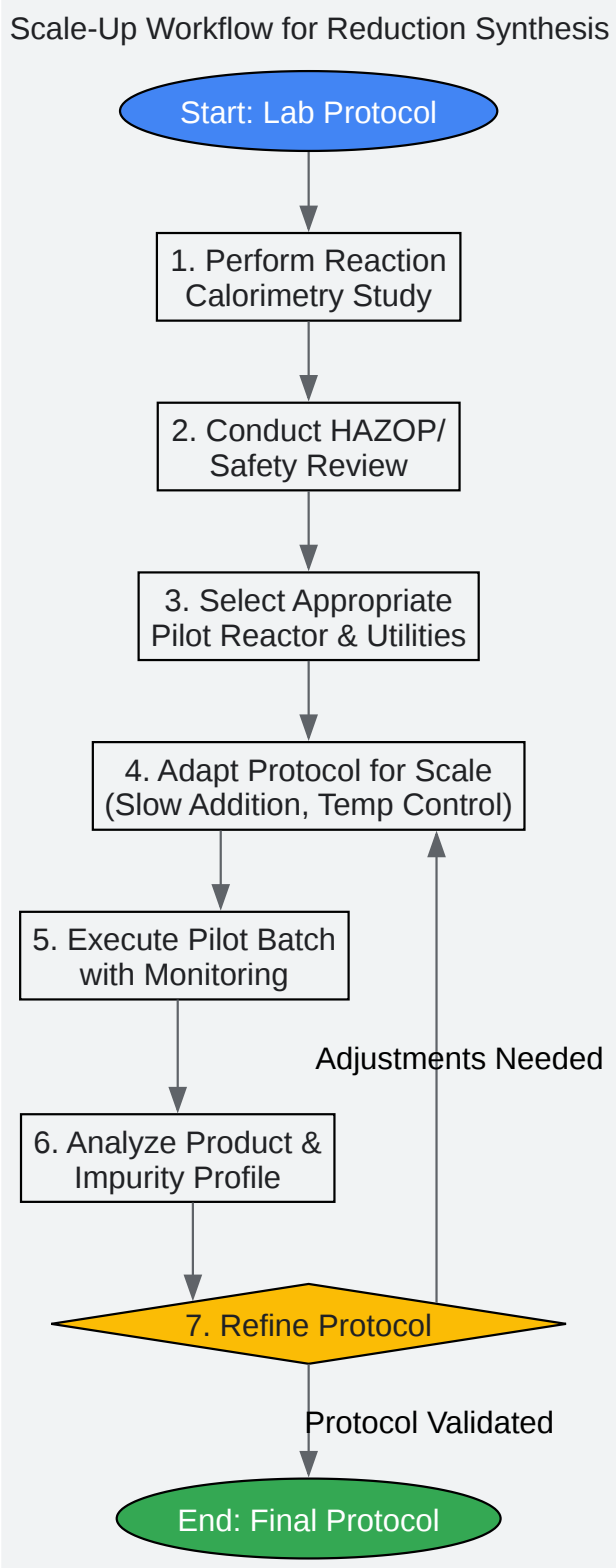 Scale-Up Workflow for Reduction Synthesis
Start: Lab Protocol
1. Perform Reaction
Calorimetry Study
2. Conduct HAZOP/
Safety Review
3. Select Appropriate
Pilot Reactor & Utilities
4. Adapt Protocol for Scale
(Slow Addition, Temp Control)
5. Execute Pilot Batch
with Monitoring
Adjustments Needed
6. Analyze Product &
Impurity Profile
7. Refine Protocol
Protocol Validated
End: Final Protocol